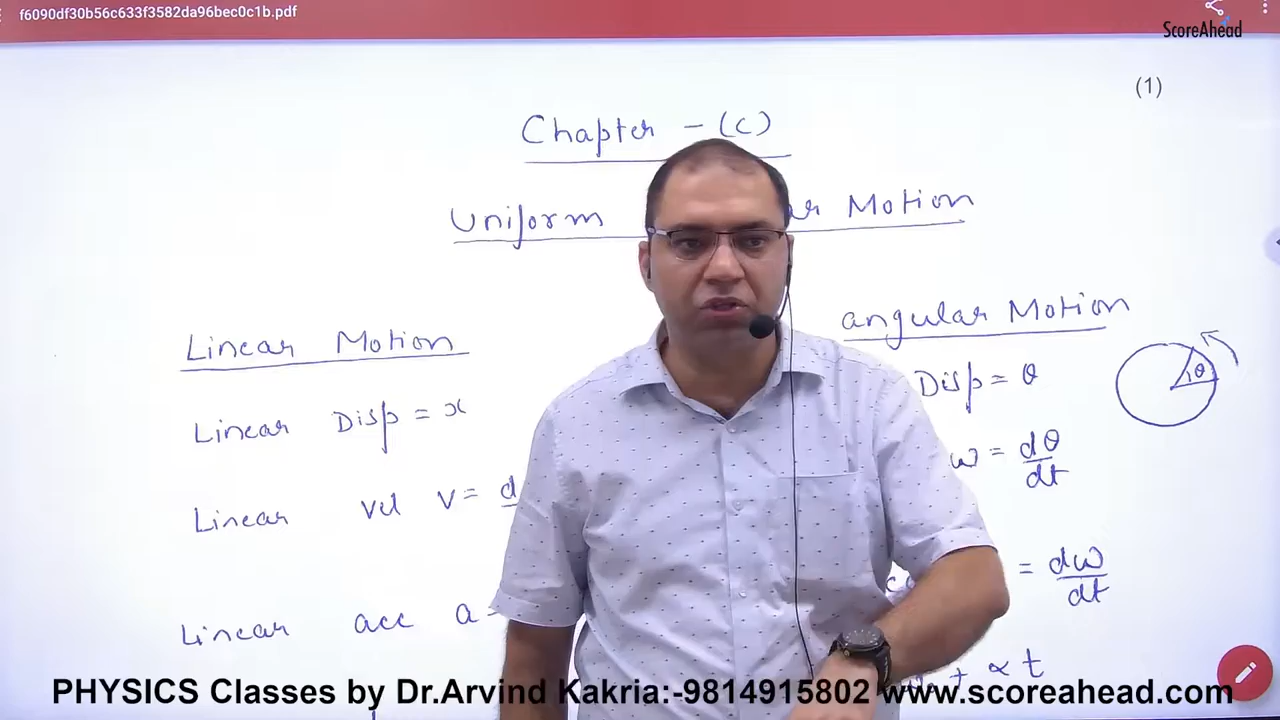 f6090df30b56c633f3582da96bec0c1b.pdf
ScoreAhead
(1)
Chapter - (c)
Uniform Motion
Linear Motion
angular Motion
Linear Disp = x
Disp = θ
θ
Linear vel v = d
ω = dθ/dt
Linear acc a =
= dω/dt
+ ∝ t
PHYSICS Classes by Dr.Arvind Kakria:-9814915802 www.scoreahead.com